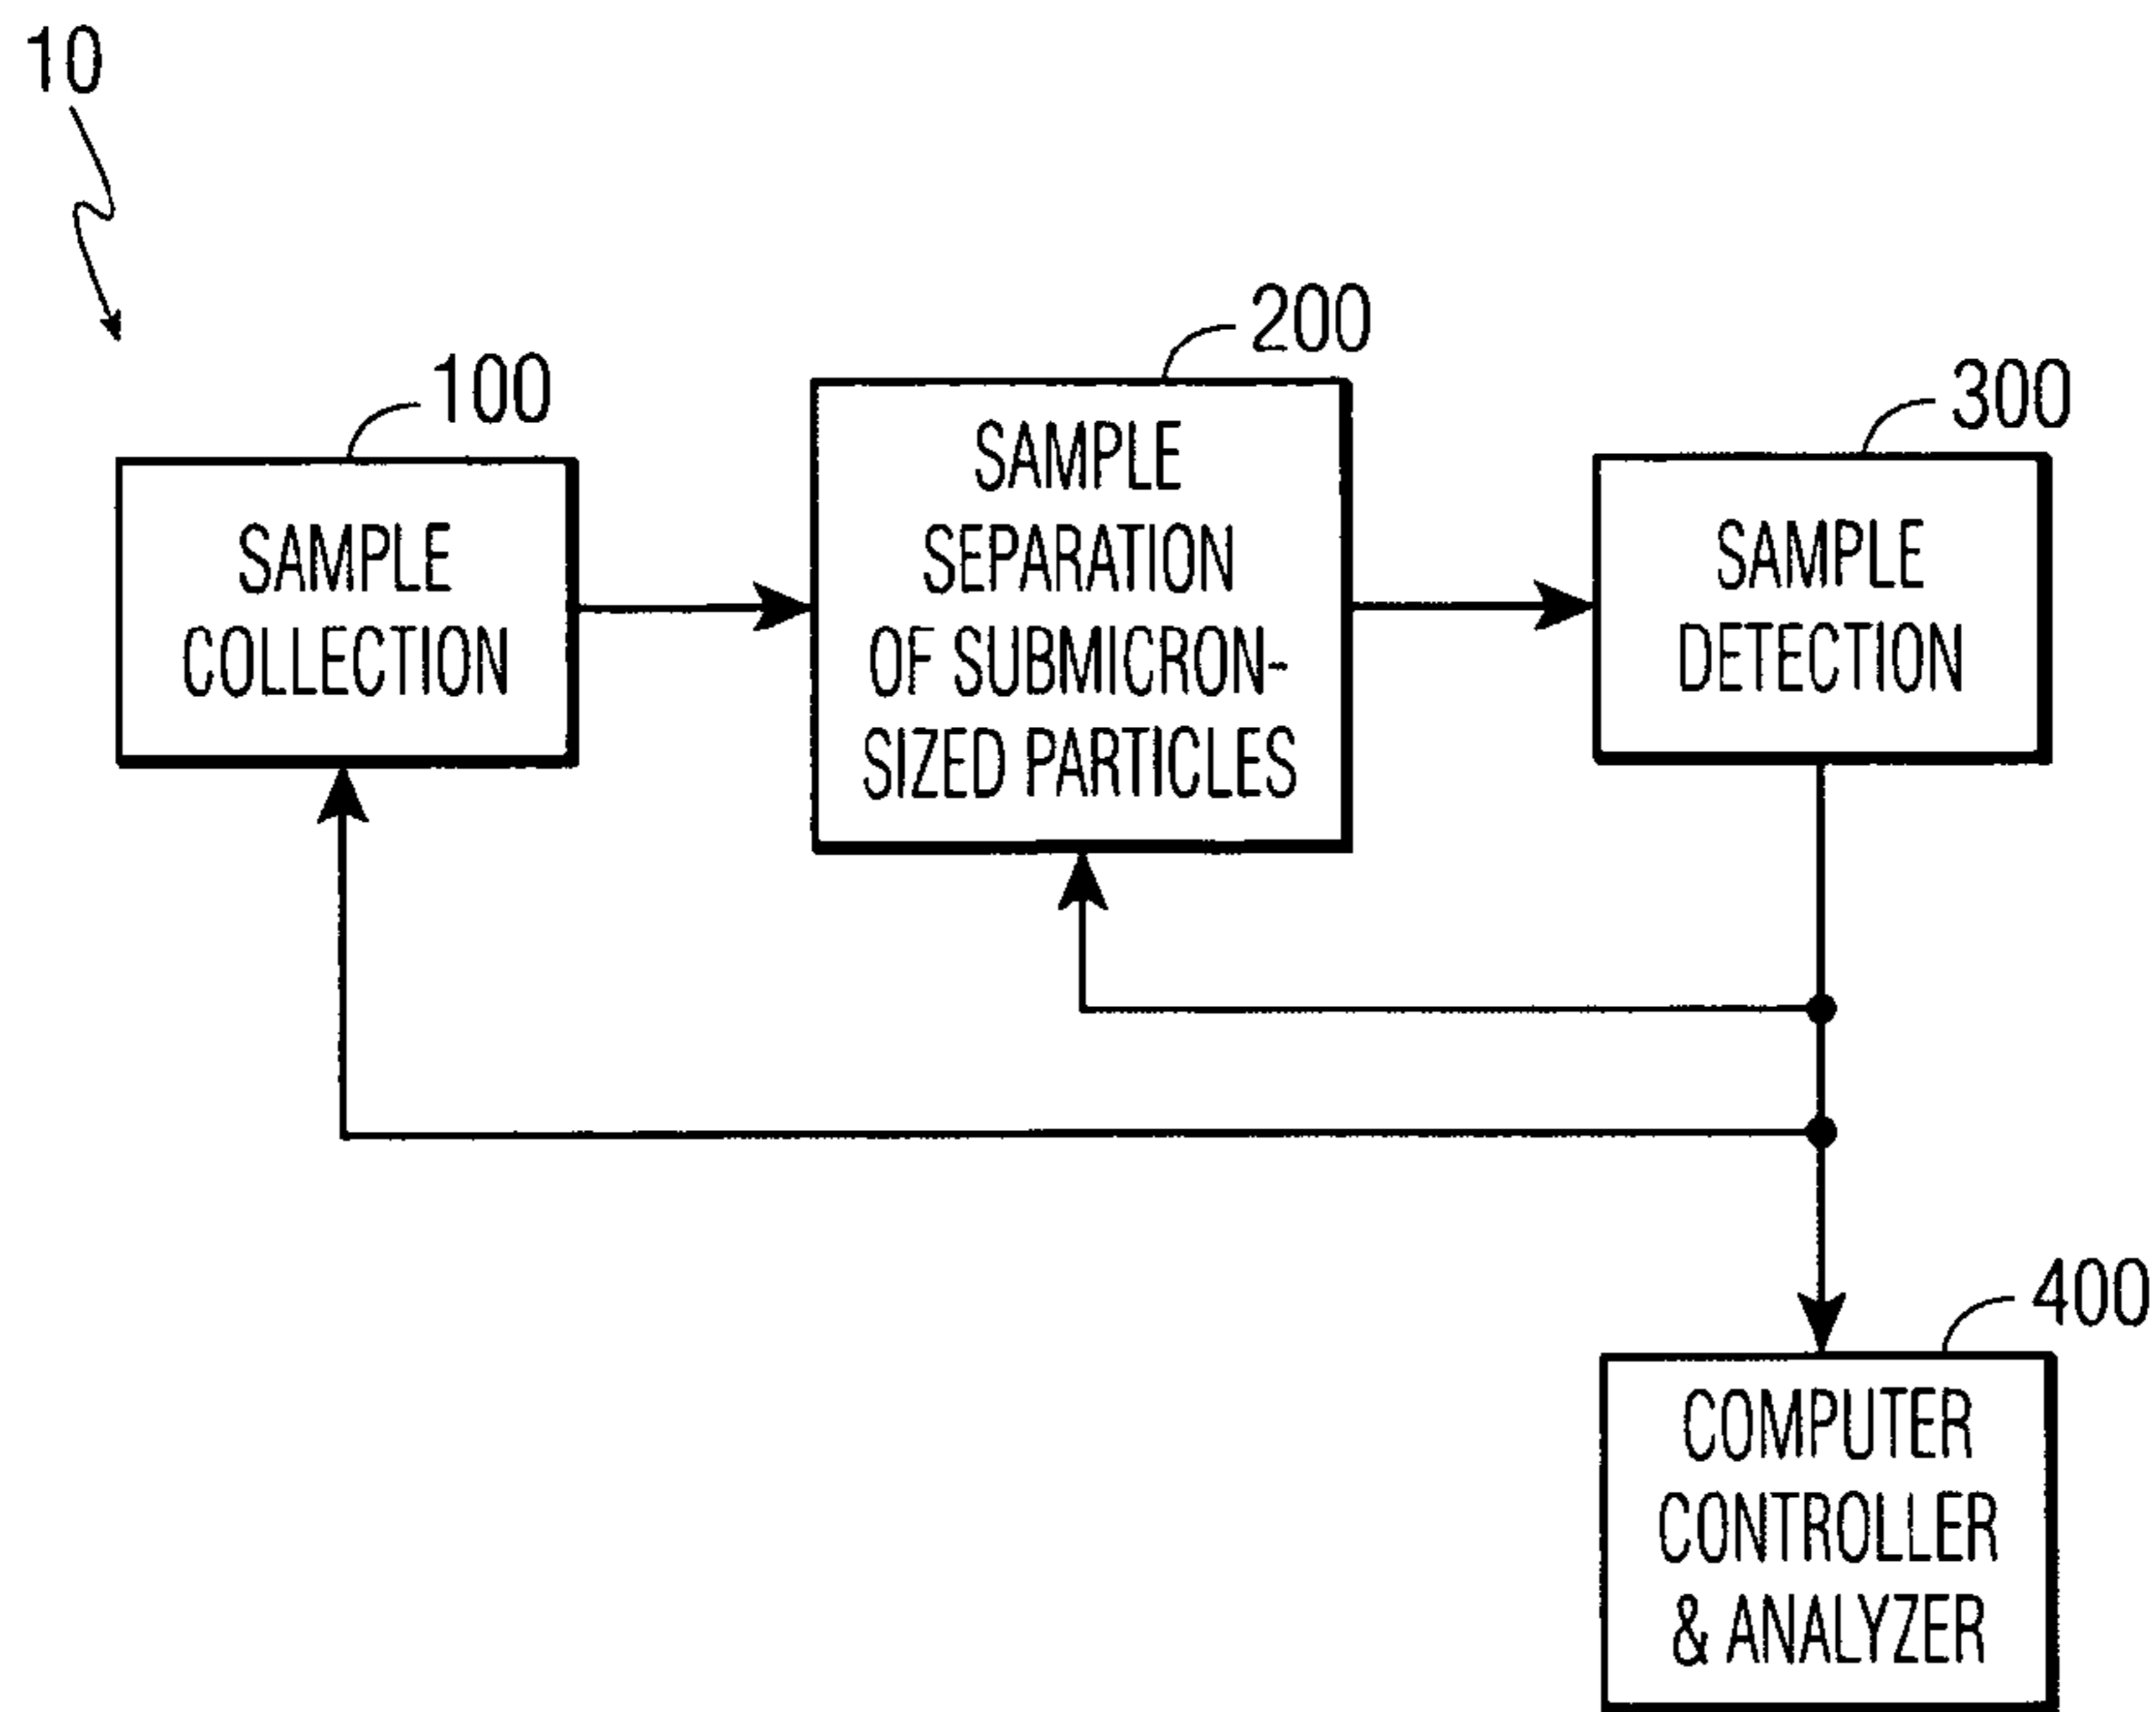 10
100
SAMPLE
COLLECTION
200
SAMPLE
SEPARATION
OF SUBMICRON-
SIZED PARTICLES
300
SAMPLE
DETECTION
400
COMPUTER
CONTROLLER
& ANALYZER